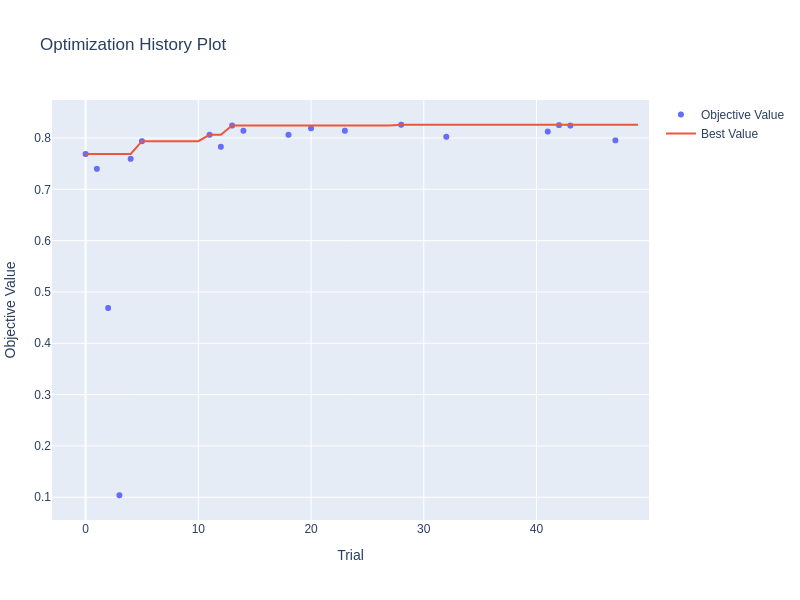 Optimization History Plot
Objective Value
Best Value
0.8
0.7
0.6
0.5
0.4
0.3
0.2
0.1
Objective Value
0 10 20 30 40
Trial